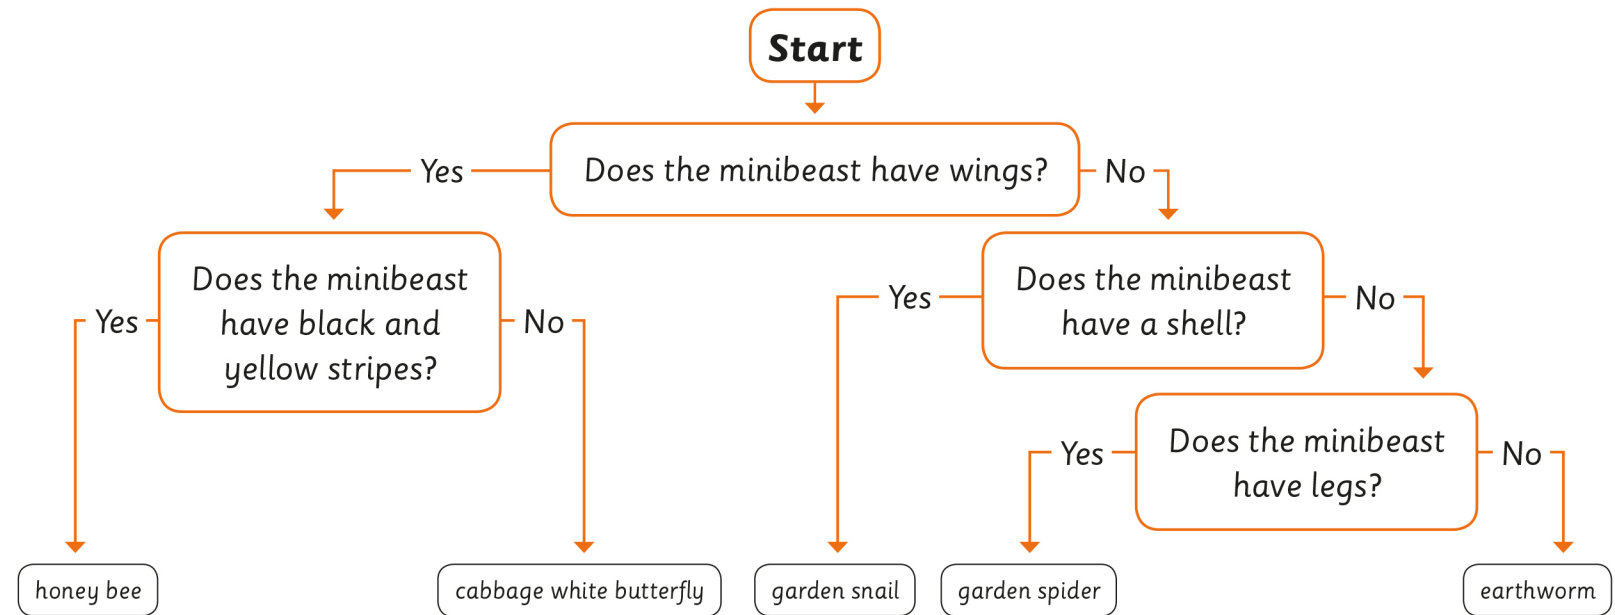 Start
Does the minibeast have wings?
Yes
No
Does the minibeast
have black and
yellow stripes?
Yes
No
Does the minibeast
have a shell?
Yes
No
Does the minibeast
have legs?
Yes
No
honey bee
cabbage white butterfly
garden snail
garden spider
earthworm